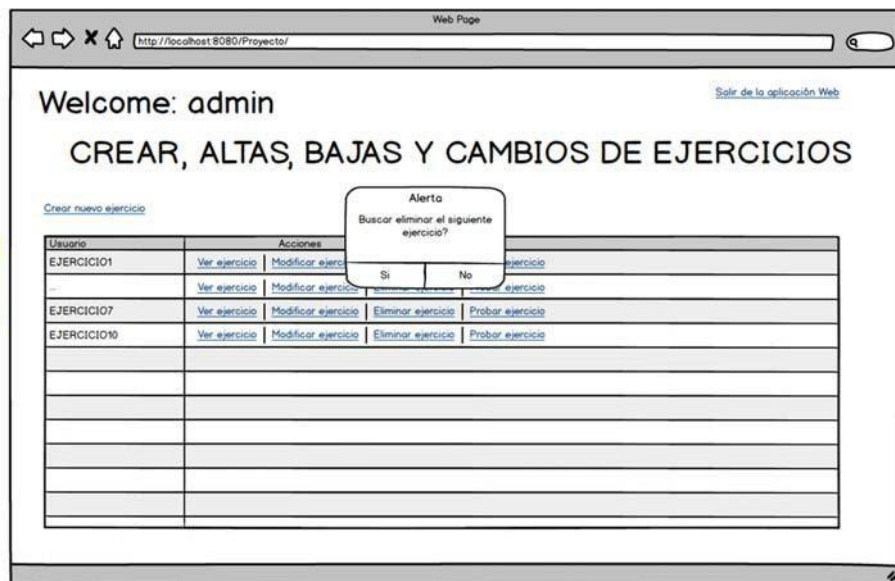 Web Page
http://localhost:8080/Proyecto/
Welcome: admin
Salir de la aplicación Web
CREAR, ALTAS, BAJAS Y CAMBIOS DE EJERCICIOS
Crear nuevo ejercicio
Alerta
Buscar eliminar el siguiente
ejercicio?
Si No
Usuario Acciones
EJERCICIO1 Ver ejercicio Modificar ejercicio
... Ver ejercicio Modificar ejercicio Eliminar ejercicio Probar ejercicio
EJERCICIO7 Ver ejercicio Modificar ejercicio Eliminar ejercicio Probar ejercicio
EJERCICIO10 Ver ejercicio Modificar ejercicio Eliminar ejercicio Probar ejercicio